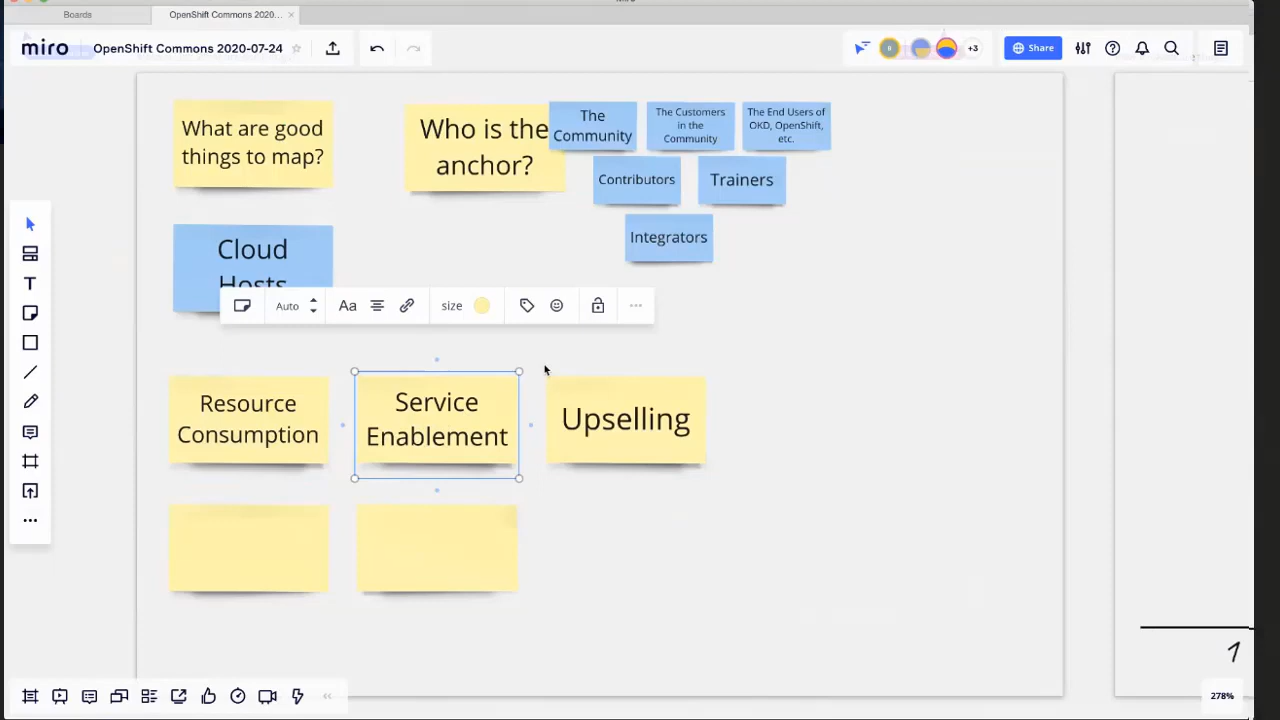 Boards
OpenShift Commons 2020...
miro
OpenShift Commons 2020-07-24
+3
Share
What are good
things to map?
Who is the
anchor?
The
Community
The Customers
in the
Community
The End Users of
OKD, OpenShift,
etc.
Contributors
Trainers
Integrators
Cloud
Hosts
Auto
Aa
size
Resource
Consumption
Service
Enablement
Upselling
1
278%